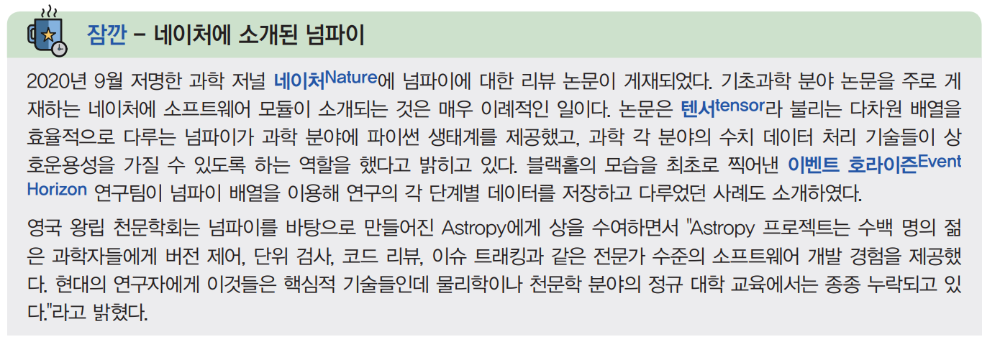 잠깐 – 네이처에 소개된 넘파이
2020년 9월 저명한 과학 저널 네이처Nature에 넘파이에 대한 리뷰 논문이 게재되었다. 기초과학 분야 논문을 주로 게
재하는 네이처에 소프트웨어 모듈이 소개되는 것은 매우 이례적인 일이다. 논문은 텐서tensor라 불리는 다차원 배열을
효율적으로 다루는 넘파이가 과학 분야에 파이썬 생태계를 제공했고, 과학 각 분야의 수치 데이터 처리 기술들이 상
호운용성을 가질 수 있도록 하는 역할을 했다고 밝히고 있다. 블랙홀의 모습을 최초로 찍어낸 이벤트 호라이즌Event
Horizon 연구팀이 넘파이 배열을 이용해 연구의 각 단계별 데이터를 저장하고 다루었던 사례도 소개하였다.
영국 왕립 천문학회는 넘파이를 바탕으로 만들어진 Astropy에게 상을 수여하면서 "Astropy 프로젝트는 수백 명의 젊
은 과학자들에게 버전 제어, 단위 검사, 코드 리뷰, 이슈 트래킹과 같은 전문가 수준의 소프트웨어 개발 경험을 제공했
다. 현대의 연구자에게 이것들은 핵심적 기술들인데 물리학이나 천문학 분야의 정규 대학 교육에서는 종종 누락되고 있
다."라고 밝혔다.